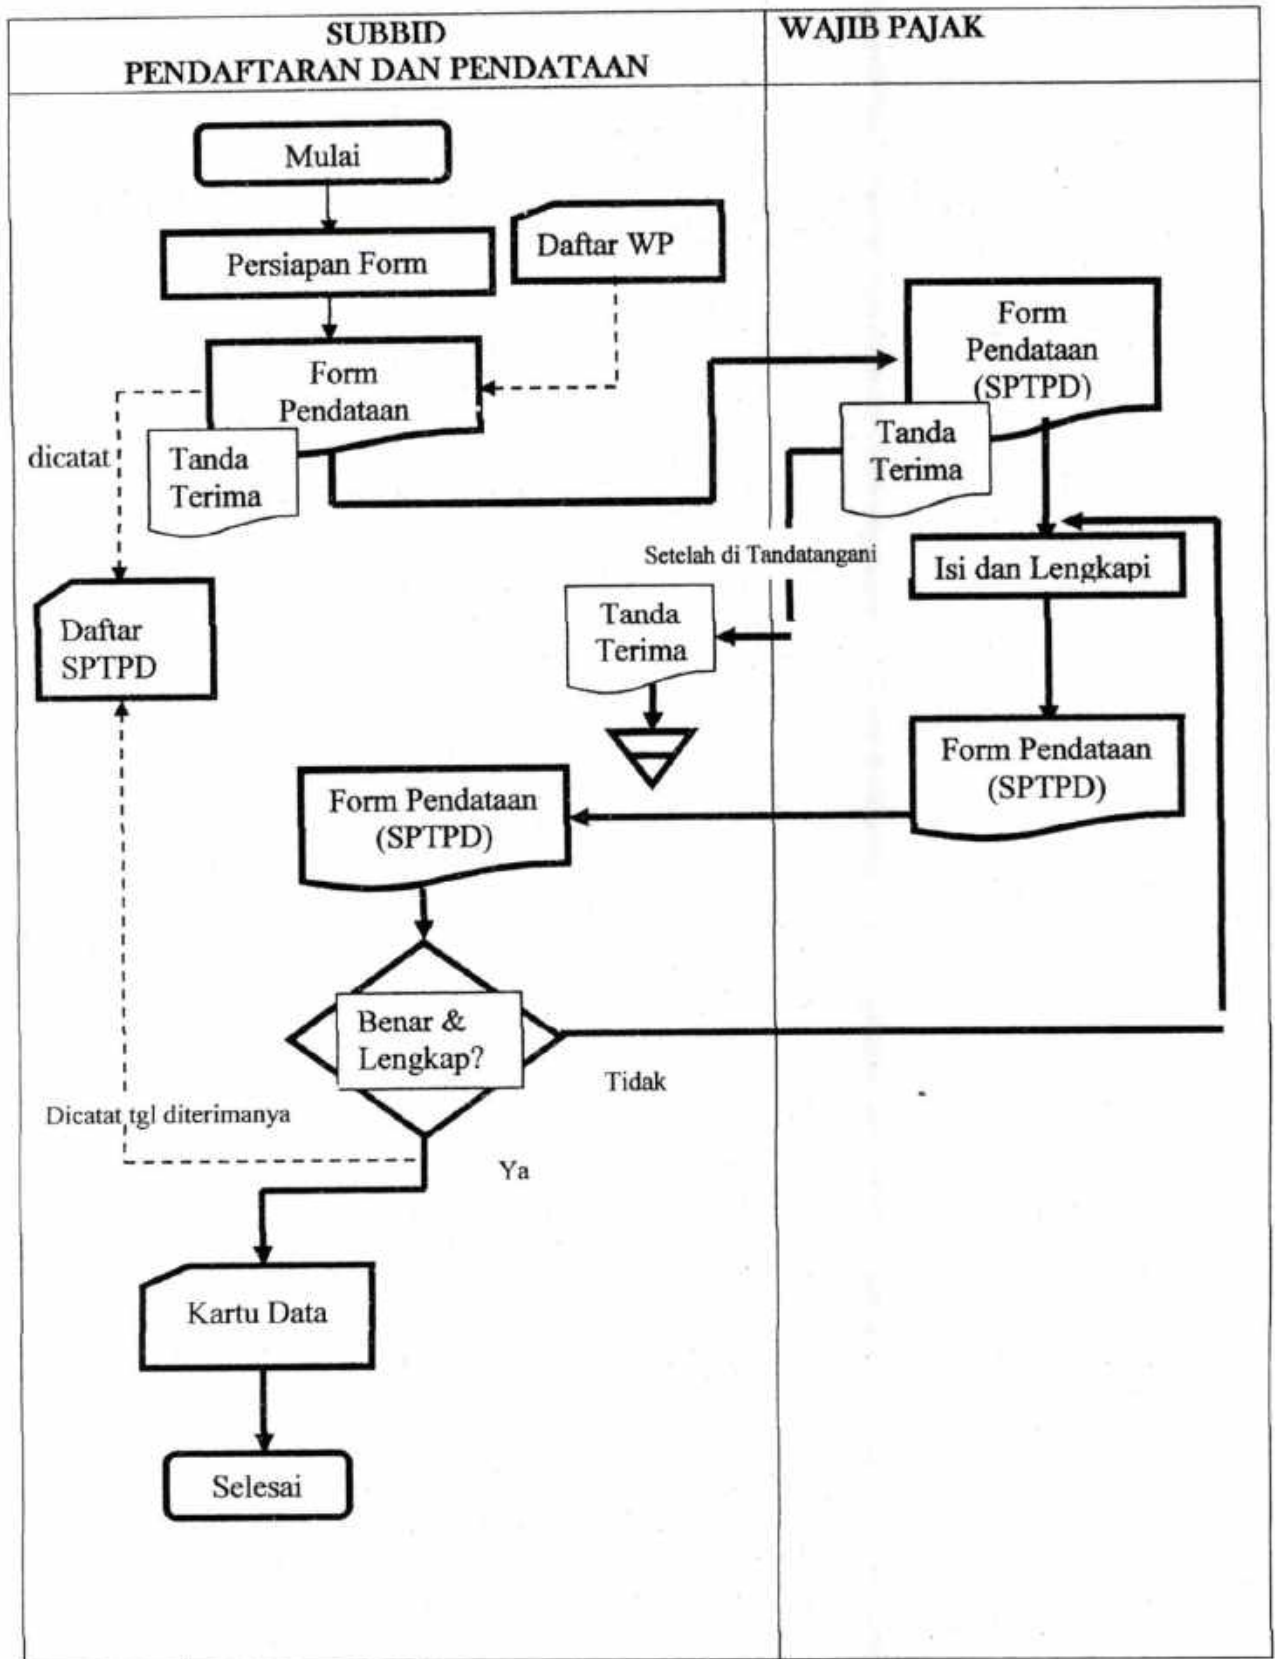 SUBBID
PENDAFTARAN DAN PENDATAAN
WAJIB PAJAK
Mulai
Persiapan Form
Daftar WP
Form
Pendataan
Tanda
Terima
dicatat
Form
Pendataan
(SPTPD)
Tanda
Terima
Setelah di Tandatangani
Isi dan Lengkapi
Daftar
SPTPD
Tanda
Terima
Form Pendataan
(SPTPD)
Form Pendataan
(SPTPD)
Benar &
Lengkap?
Tidak
Dicatat tgl diterimanya
Ya
Kartu Data
Selesai